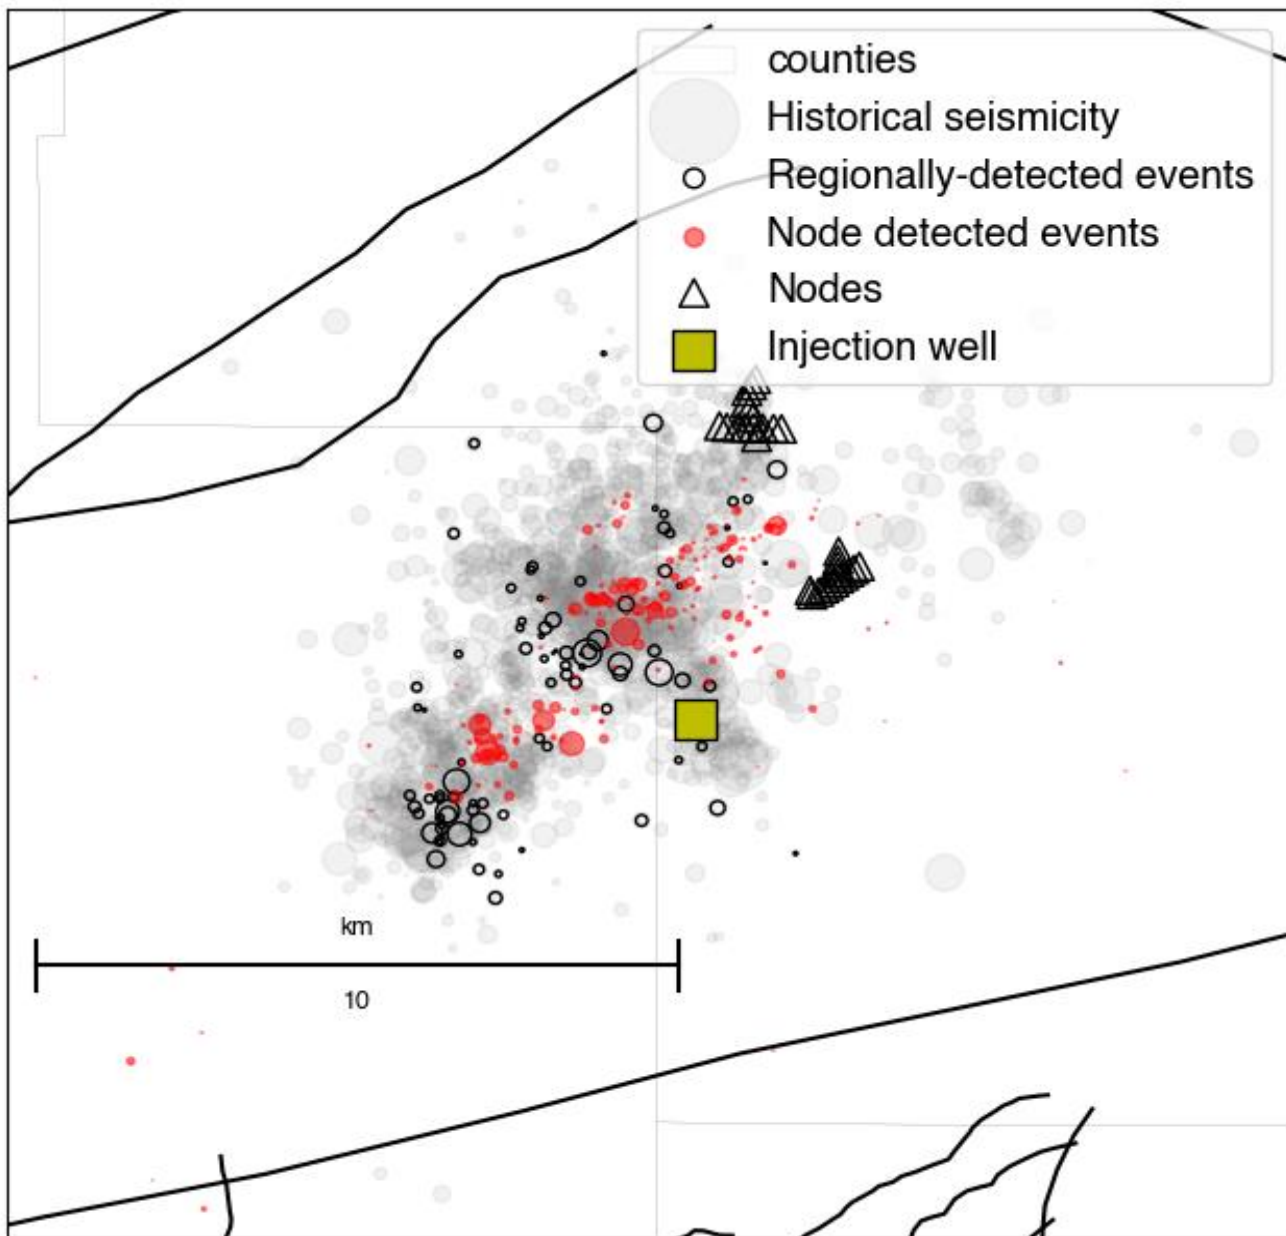 counties
Historical seismicity
Regionally-detected events
Node detected events
Nodes
Injection well
km
10